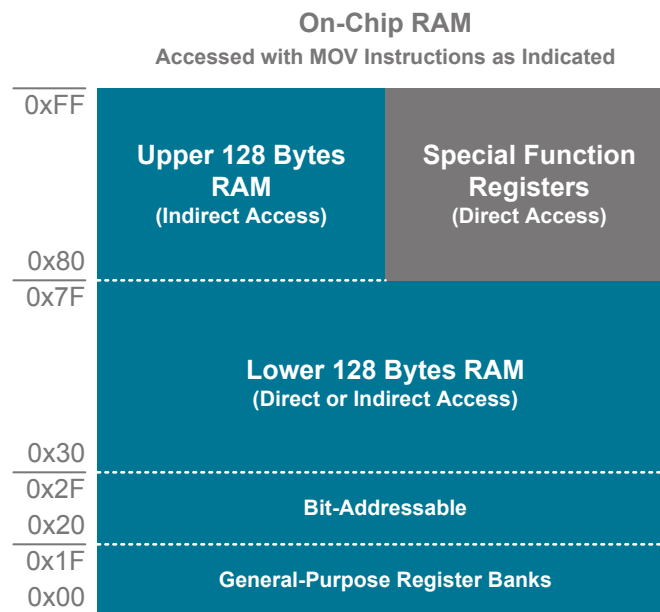 On-Chip RAM
Accessed with MOV Instructions as Indicated
0xFF
Upper 128 Bytes
RAM
(Indirect Access)
Special Function
Registers
(Direct Access)
0x80
0x7F
Lower 128 Bytes RAM
(Direct or Indirect Access)
0x30
0x2F
Bit-Addressable
0x20
0x1F
General-Purpose Register Banks
0x00